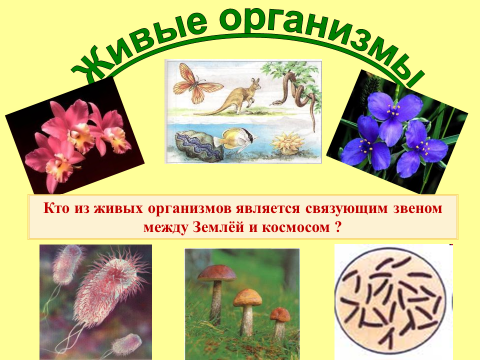 Живые организмы
Кто из живых организмов является связующим звеном
между Землёй и космосом ?